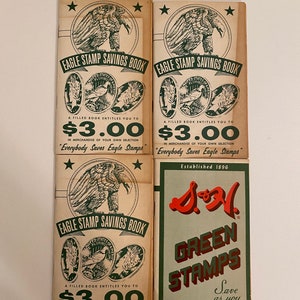 EAGLE STAMP SAVINGS BOOK
A FILLED BOOK ENTITLES YOU TO
$3.00
IN MERCHANDISE OF YOUR OWN SELECTION
"Everybody Saves Eagle Stamps"
EAGLE STAMP SAVINGS BOOK
A FILLED BOOK ENTITLES YOU TO
$3.00
IN MERCHANDISE OF YOUR OWN SELECTION
"Everybody Saves Eagle Stamps"
EAGLE STAMP SAVINGS BOOK
A FILLED BOOK ENTITLES YOU TO
$3.00
Established 1896
S&H
GREEN
STAMPS
Save
as you